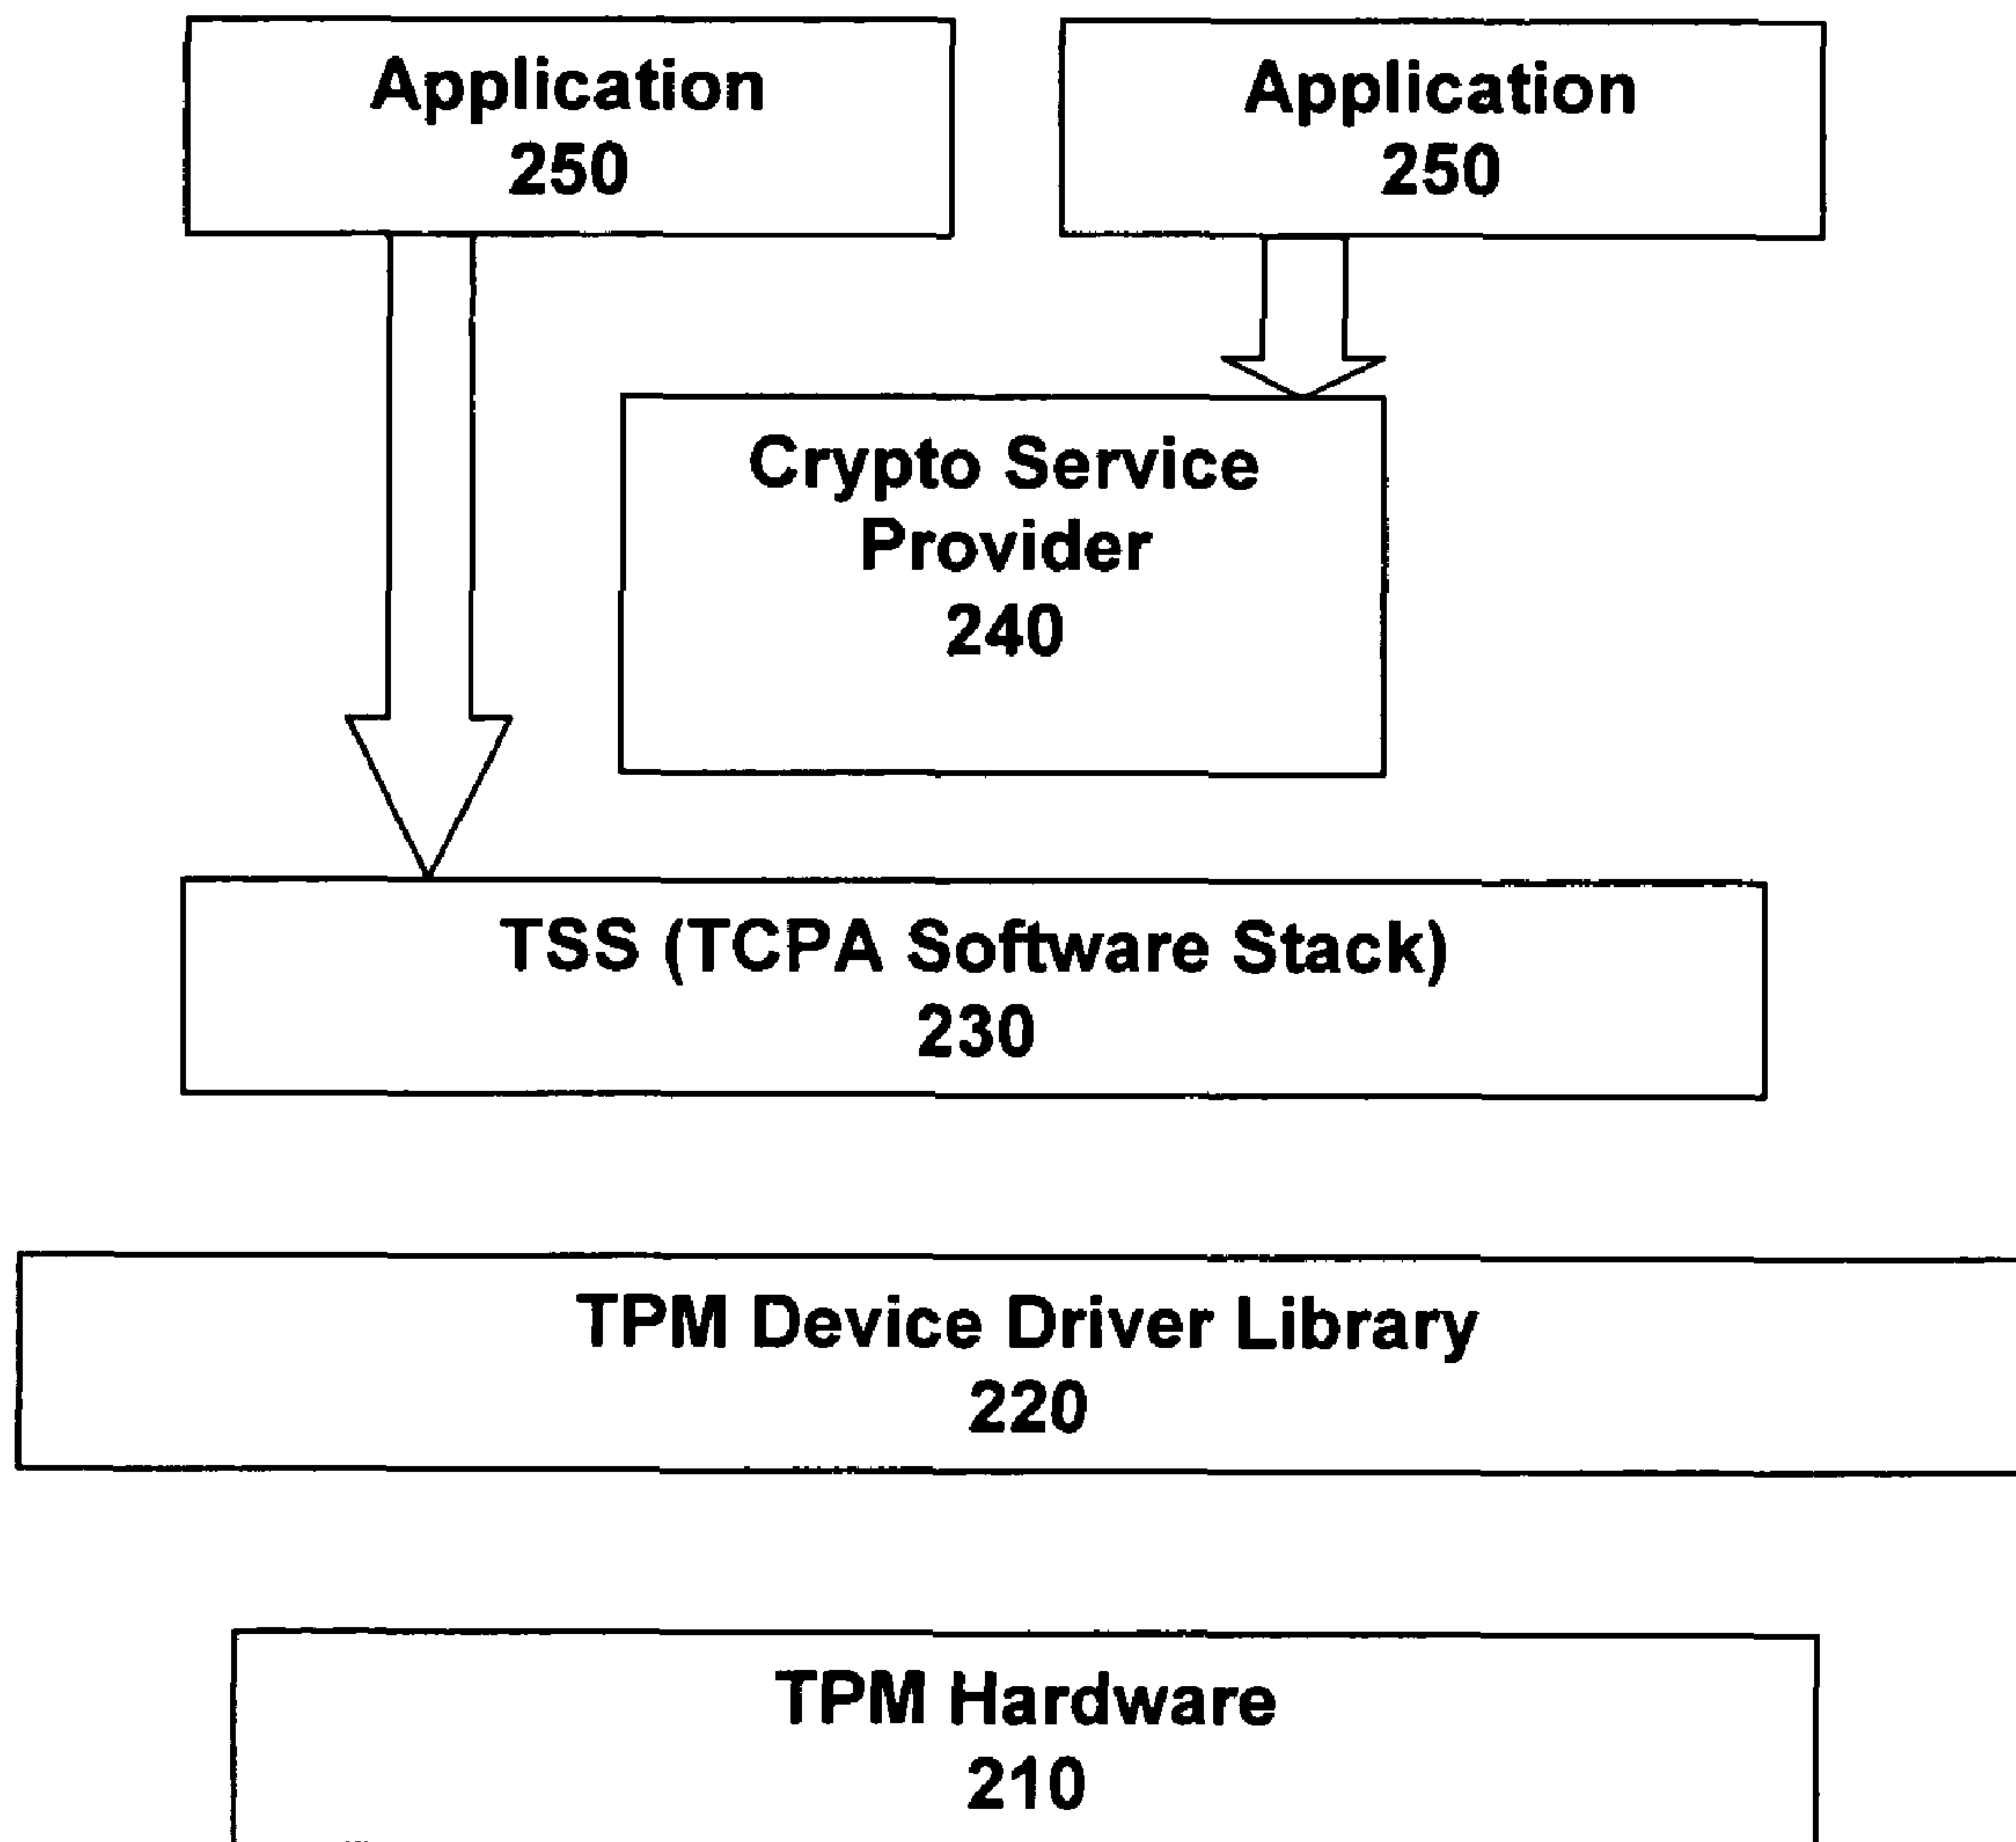 Application
250
Application
250
Crypto Service
Provider
240
TSS (TCPA Software Stack)
230
TPM Device Driver Library
220
TPM Hardware
210